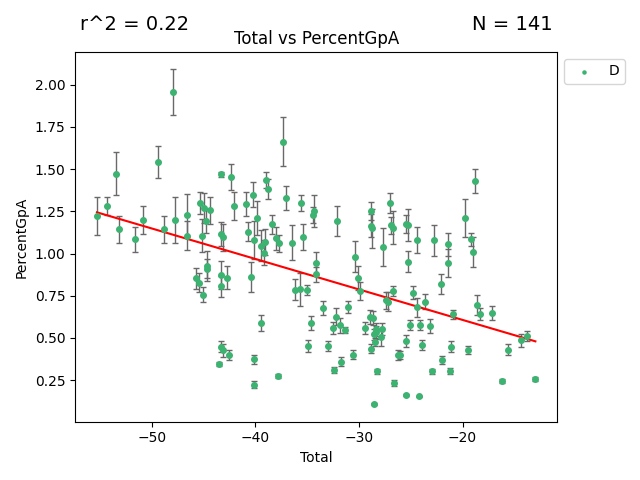 r^2 = 0.22
N = 141
Total vs PercentGpA
D
PercentGpA
2.00
1.75
1.50
1.25
1.00
0.75
0.50
0.25
−50
−40
−30
−20
Total